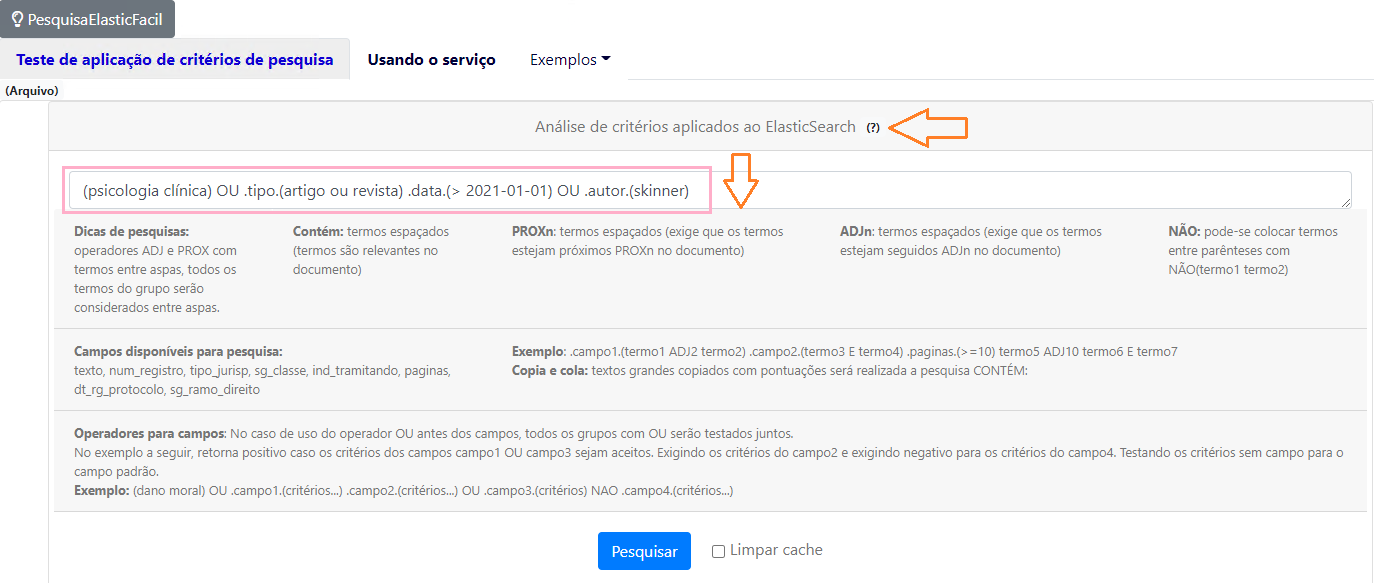 PesquisaElasticFacil
Teste de aplicação de critérios de pesquisa
Usando o serviço
Exemplos
(Arquivo)
Análise de critérios aplicados ao ElasticSearch (?)
(psicologia clínica) OU .tipo.(artigo ou revista) .data.(> 2021-01-01) OU .autor.(skinner)
Dicas de pesquisas:
operadores ADJ e PROX com
termos entre aspas, todos os
termos do grupo serão
considerados entre aspas.
Contém: termos espaçados
(termos são relevantes no
documento)
PROXn: termos espaçados (exige que os termos
estejam próximos PROXn no documento)
ADJn: termos espaçados (exige que os termos
estejam seguidos ADJn no documento)
NÃO: pode-se colocar termos
entre parênteses com
NÃO(termo1 termo2)
Campos disponíveis para pesquisa:
texto, num_registro, tipo_jurisp, sg_classe, ind_tramitando, paginas,
dt_rg_protocolo, sg_ramo_direito
Exemplo: .campo1.(termo1 ADJ2 termo2) .campo2.(termo3 E termo4) .paginas.(>=10) termo5 ADJ10 termo6 E termo7
Copia e cola: textos grandes copiados com pontuações será realizada a pesquisa CONTÉM:
Operadores para campos: No caso de uso do operador OU antes dos campos, todos os grupos com OU serão testados juntos.
No exemplo a seguir, retorna positivo caso os critérios dos campos campo1 OU campo3 sejam aceitos. Exigindo os critérios do campo2 e exigindo negativo para os critérios do campo4. Testando os critérios sem campo para o
campo padrão.
Exemplo: (dano moral) OU .campo1.(critérios...) .campo2.(critérios...) OU .campo3.(critérios) NAO .campo4.(critérios...)
Pesquisar
Limpar cache